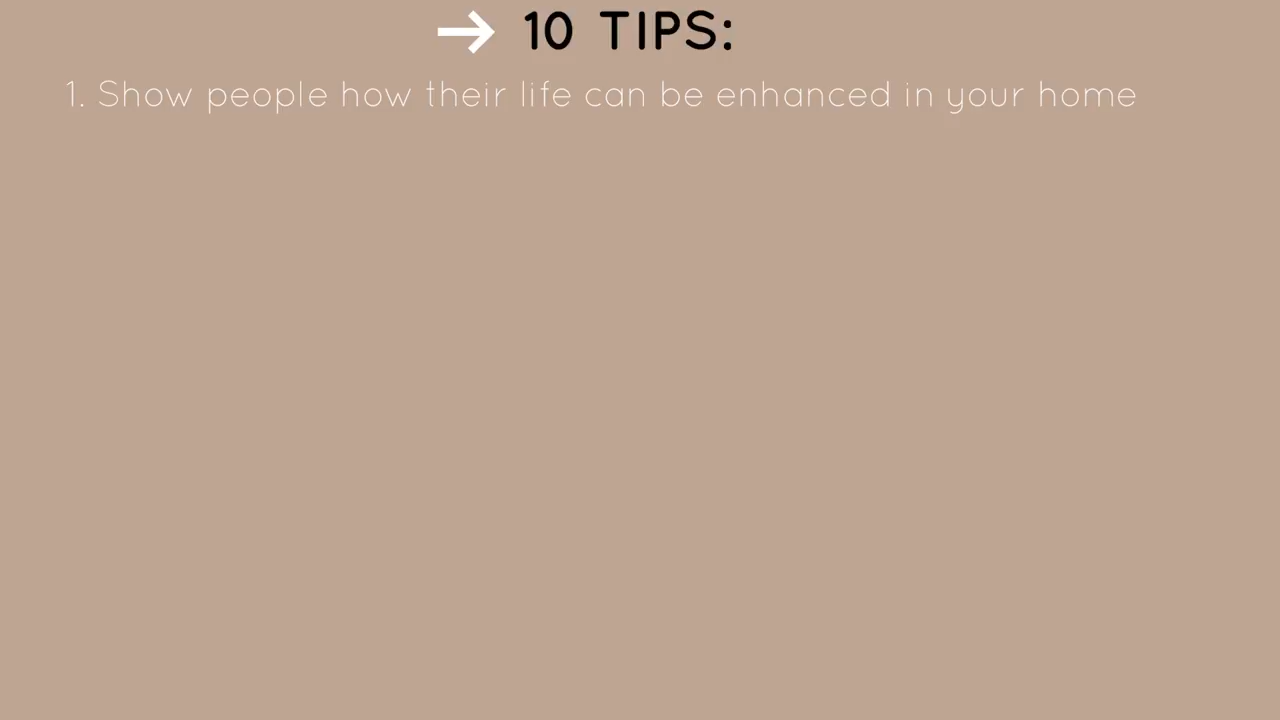 → 10 TIPS:
1. Show people how their life can be enhanced in your home